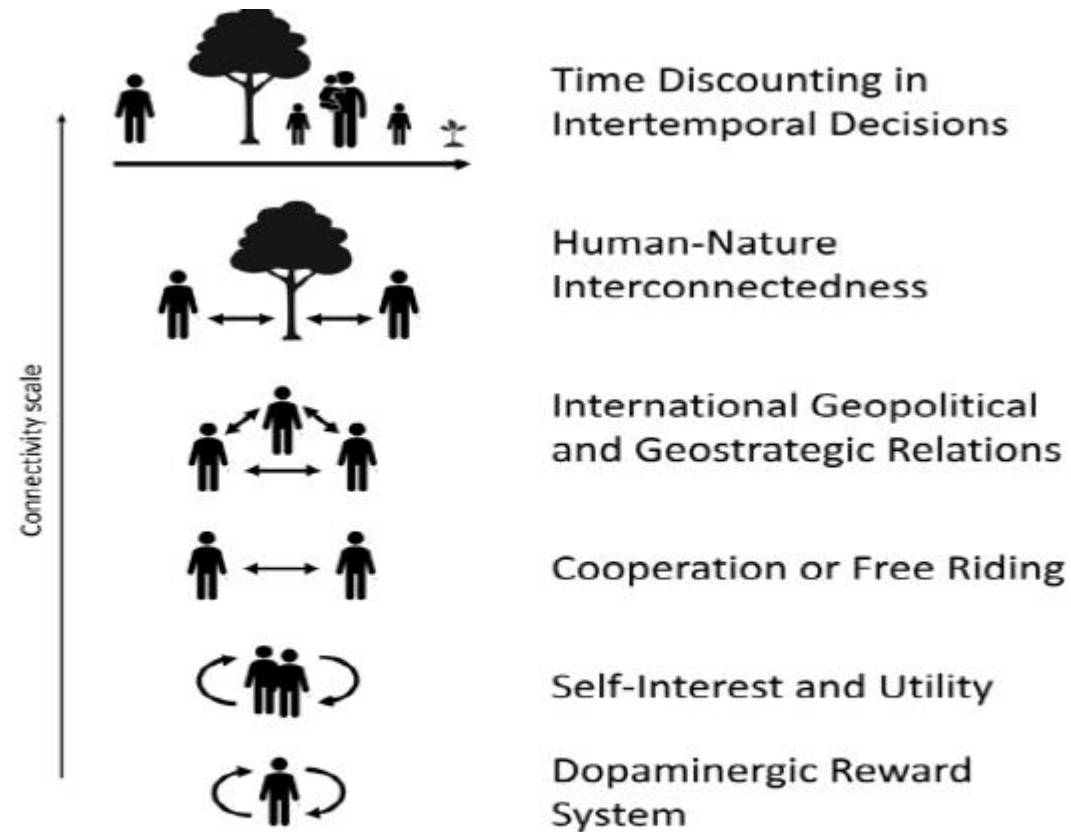 Time Discounting in
Intertemporal Decisions
Human-Nature
Interconnectedness
International Geopolitical
and Geostrategic Relations
Connectivity scale
Cooperation or Free Riding
Self-Interest and Utility
Dopaminergic Reward
System